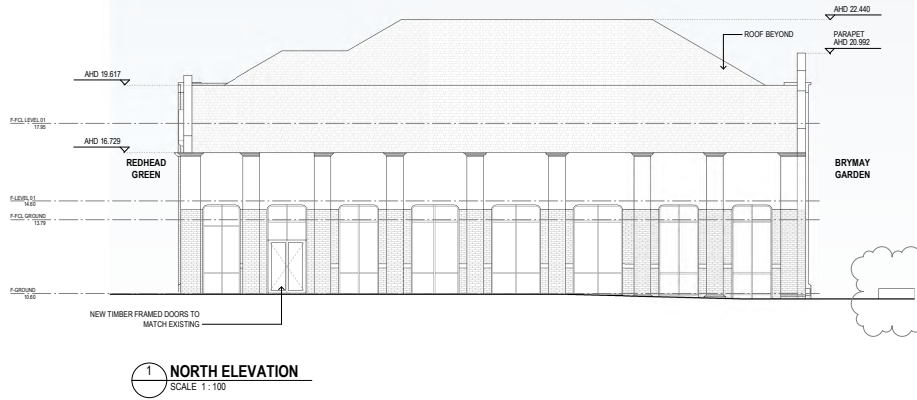 AHD 22.440
ROOF BEYOND
PARAPET
AHD 20.992
AHD 19.617
F-FCL LEVEL 01
17.95
AHD 16.729
REDHEAD
GREEN
BRYMAY
GARDEN
F-LEVEL 01
14.60
F-FCL GROUND
13.79
F-GROUND
10.60
NEW TIMBER FRAMED DOORS TO
MATCH EXISTING
1
NORTH ELEVATION
SCALE 1 : 100